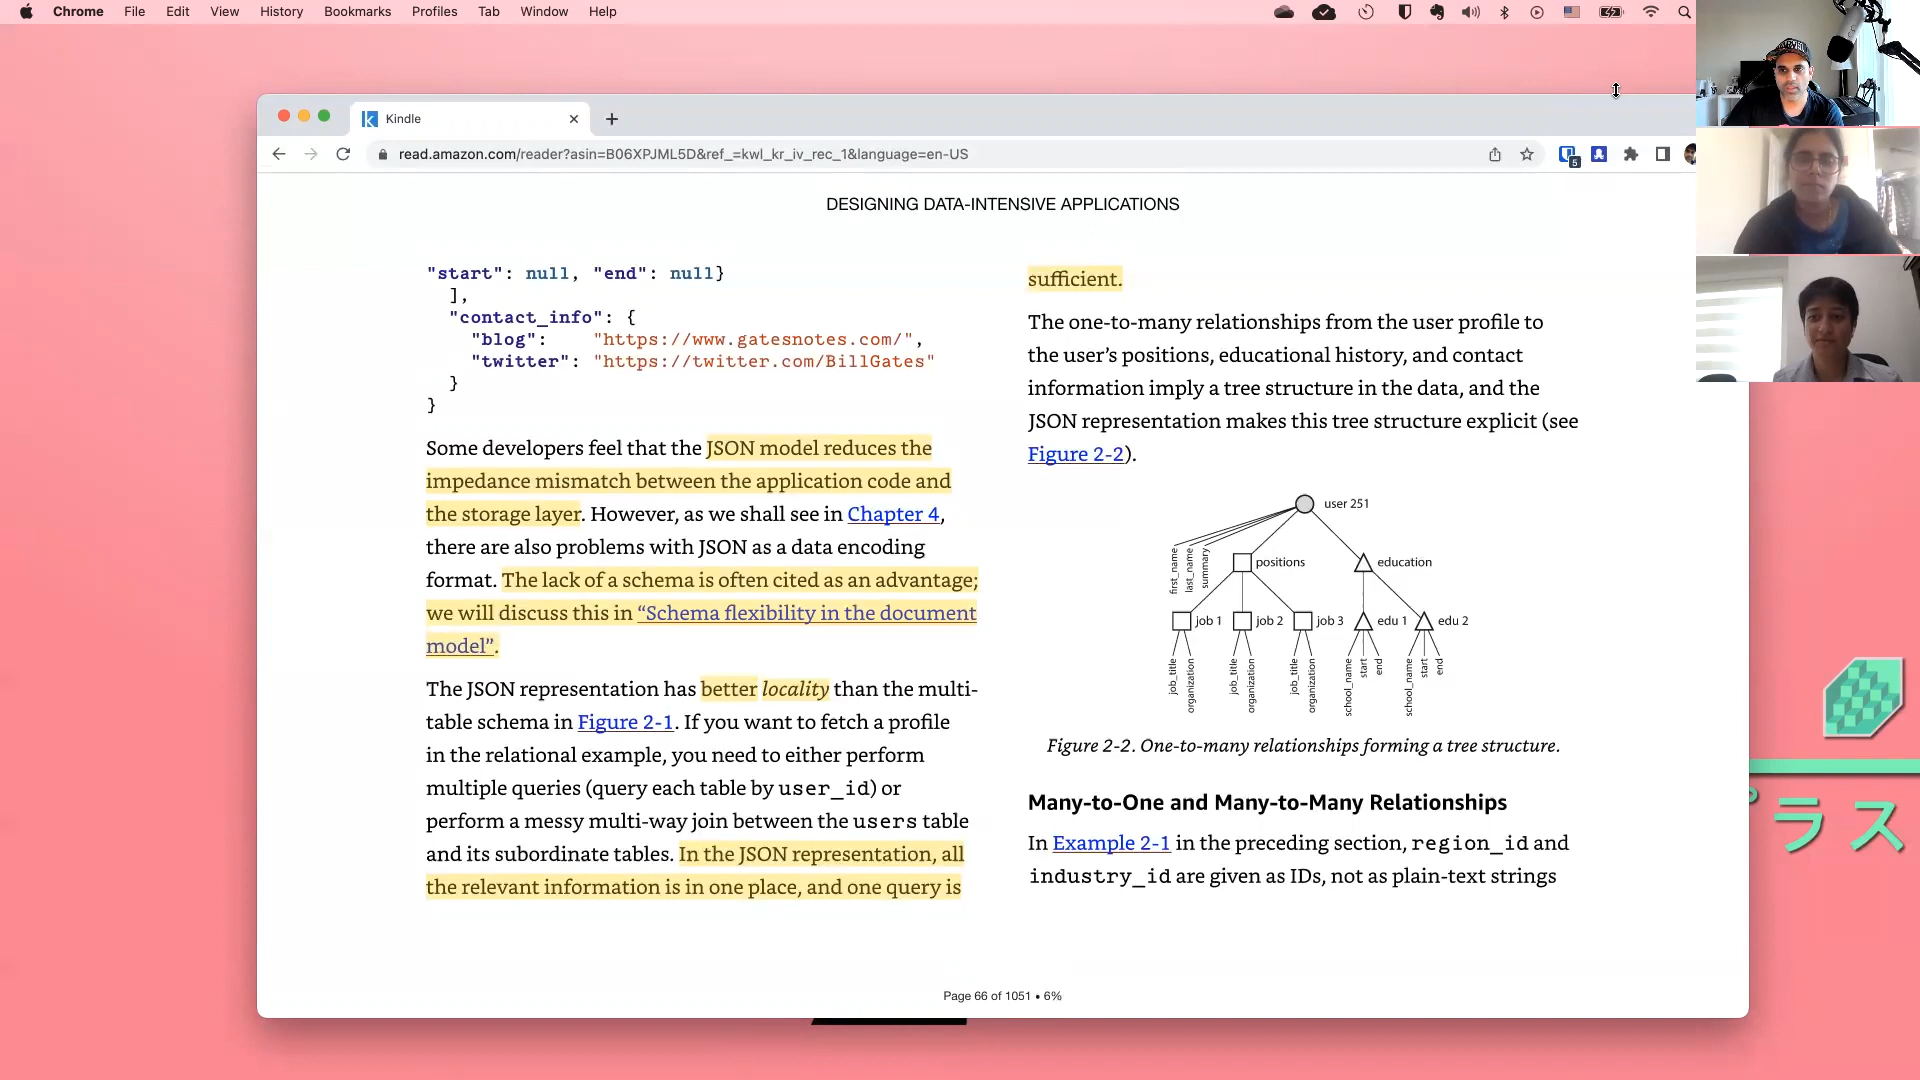 Chrome File Edit View History Bookmarks Profiles Tab Window Help
Kindle
read.amazon.com/reader?asin=B06XPJML5D&ref_=kwl_kr_iv_rec_1&language=en-US
5
DESIGNING DATA-INTENSIVE APPLICATIONS
"start": null, "end": null}
],
"contact_info": {
"blog": "https://www.gatesnotes.com/",
"twitter": "https://twitter.com/BillGates"
}
}
Some developers feel that the JSON model reduces the
impedance mismatch between the application code and
the storage layer. However, as we shall see in Chapter 4,
there are also problems with JSON as a data encoding
format. The lack of a schema is often cited as an advantage;
we will discuss this in “Schema flexibility in the document
model”.
The JSON representation has better locality than the multi-
table schema in Figure 2-1. If you want to fetch a profile
in the relational example, you need to either perform
multiple queries (query each table by user_id) or
perform a messy multi-way join between the users table
and its subordinate tables. In the JSON representation, all
the relevant information is in one place, and one query is
sufficient.
The one-to-many relationships from the user profile to
the user’s positions, educational history, and contact
information imply a tree structure in the data, and the
JSON representation makes this tree structure explicit (see
Figure 2-2).
user 251
first_name
last_name
summary
positions
education
job 1
job 2
job 3
edu 1
edu 2
job_title
organization
job_title
organization
job_title
organization
school_name
start
end
school_name
start
end
Figure 2-2. One-to-many relationships forming a tree structure.
Many-to-One and Many-to-Many Relationships
In Example 2-1 in the preceding section, region_id and
industry_id are given as IDs, not as plain-text strings
Page 66 of 1051 • 6%
ラス